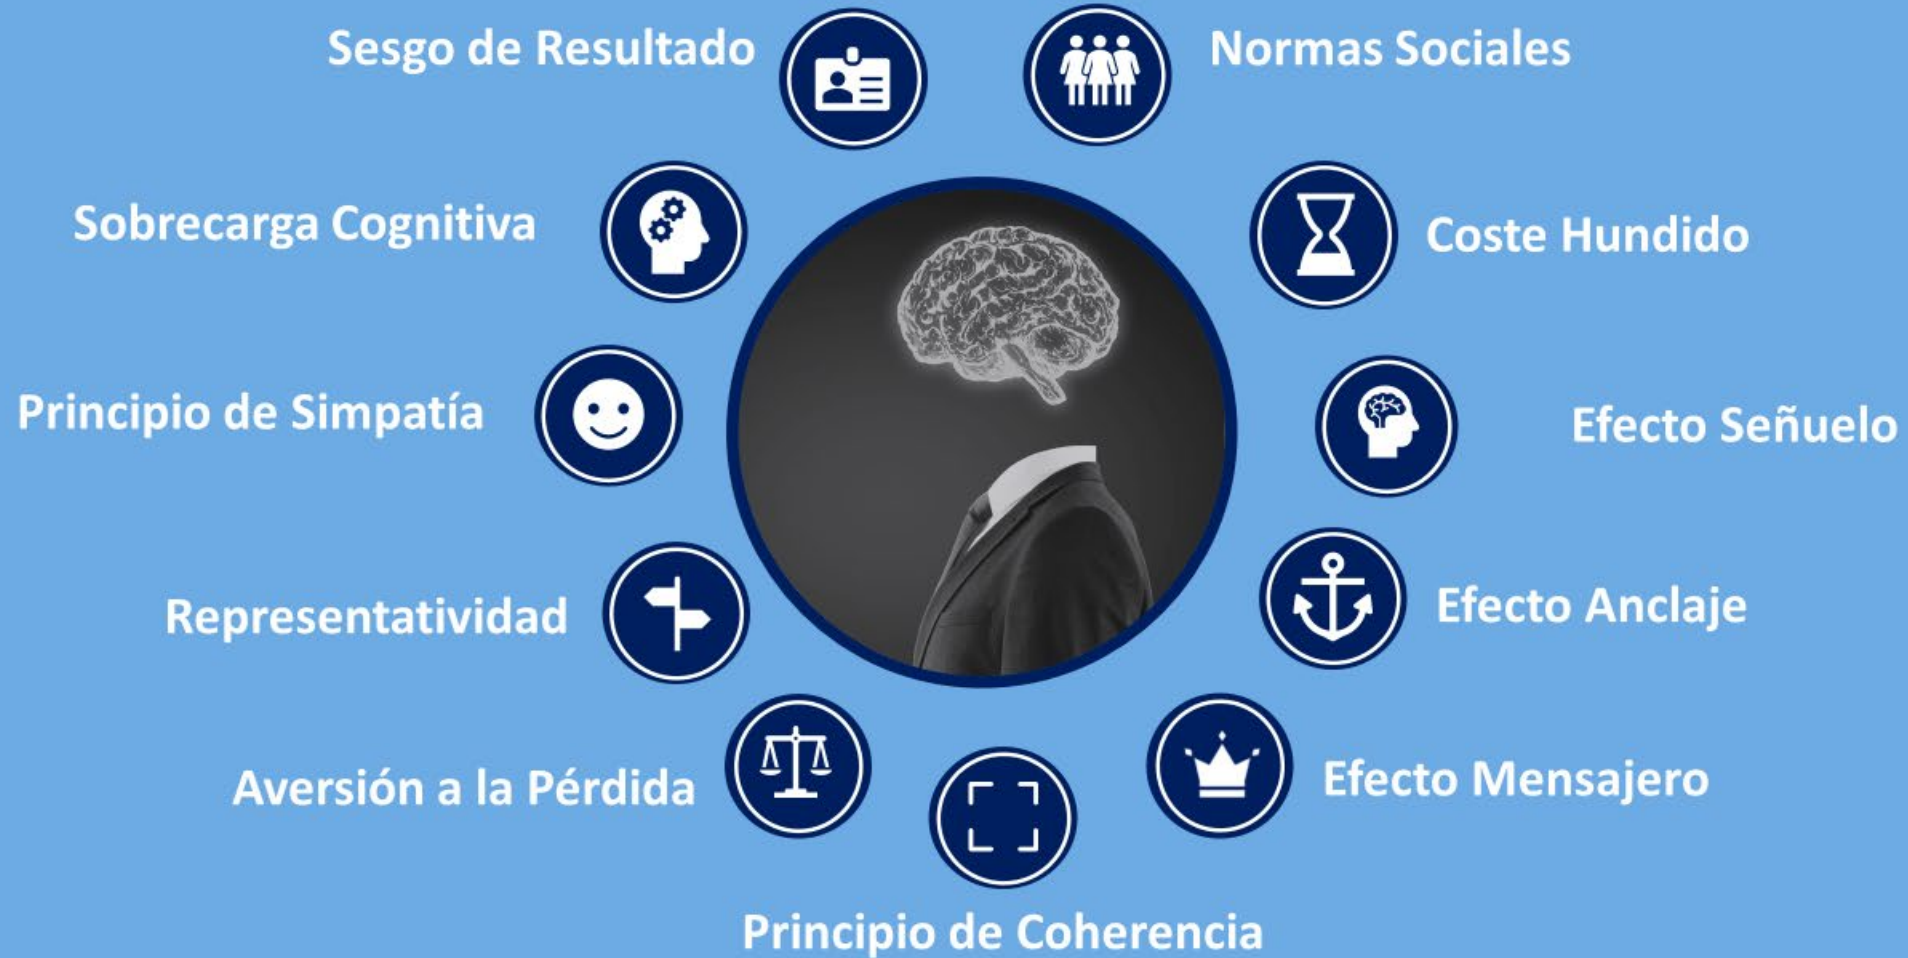 Sesgo de Resultado
Normas Sociales
Sobrecarga Cognitiva
Coste Hundido
Principio de Simpatía
Efecto Señuelo
Representatividad
Efecto Anclaje
Aversión a la Pérdida
Efecto Mensajero
Principio de Coherencia